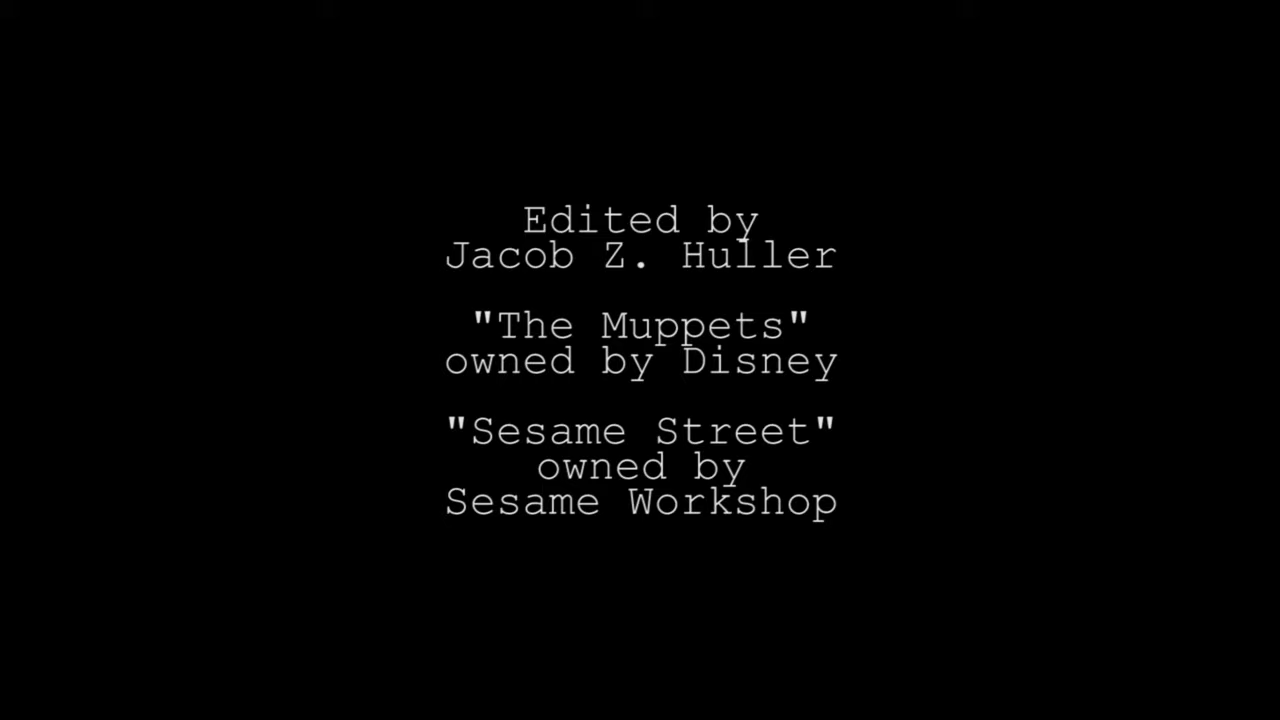 Edited by
Jacob Z. Huller
"The Muppets"
owned by Disney
"Sesame Street"
owned by
Sesame Workshop